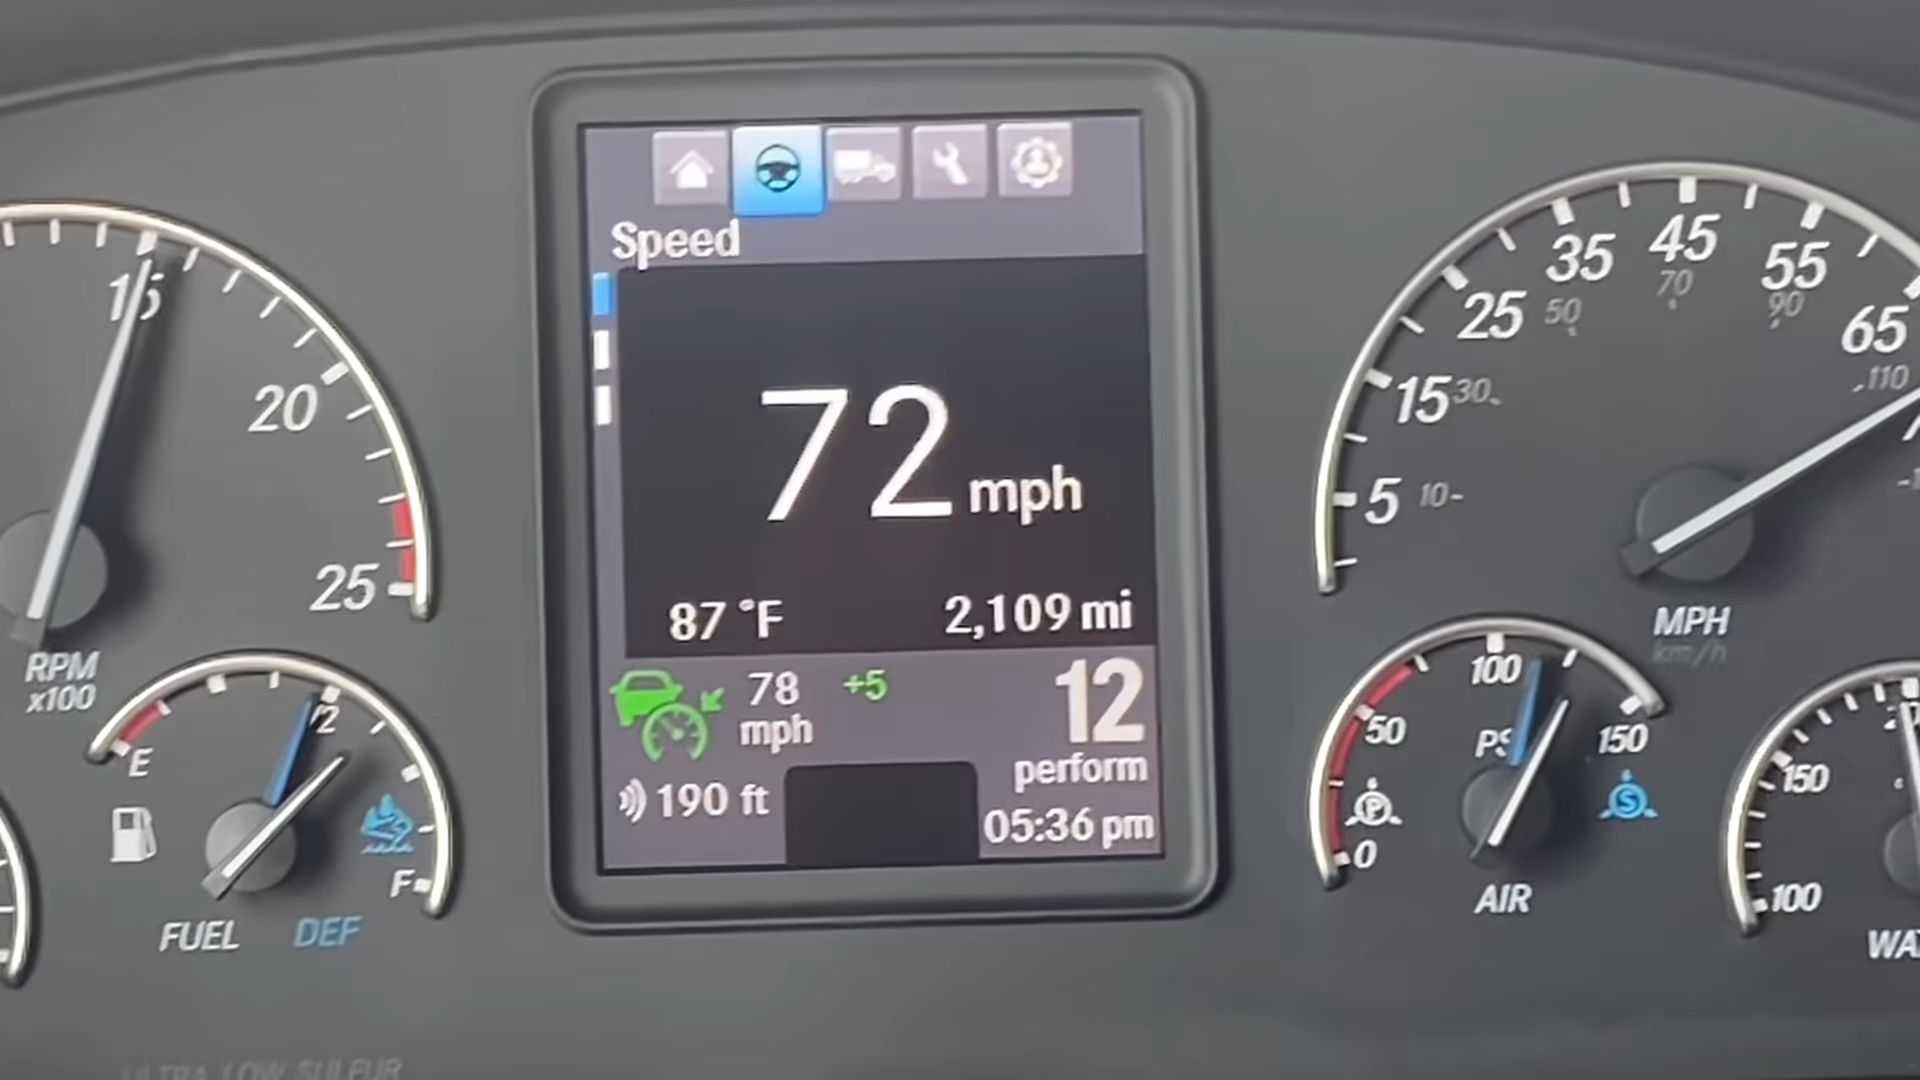 Speed
72 mph
87 °F
2,109 mi
78
mph
+5
12
perform
190 ft
05:36 pm
15
20
25
RPM
x100
E
1/2
F
FUEL
DEF
5
15
25
35
45
55
65
10
30
50
70
90
110
MPH
km/h
0
50
100
150
PSI
P
S
AIR
100
150
ULTRA LOW SULFUR